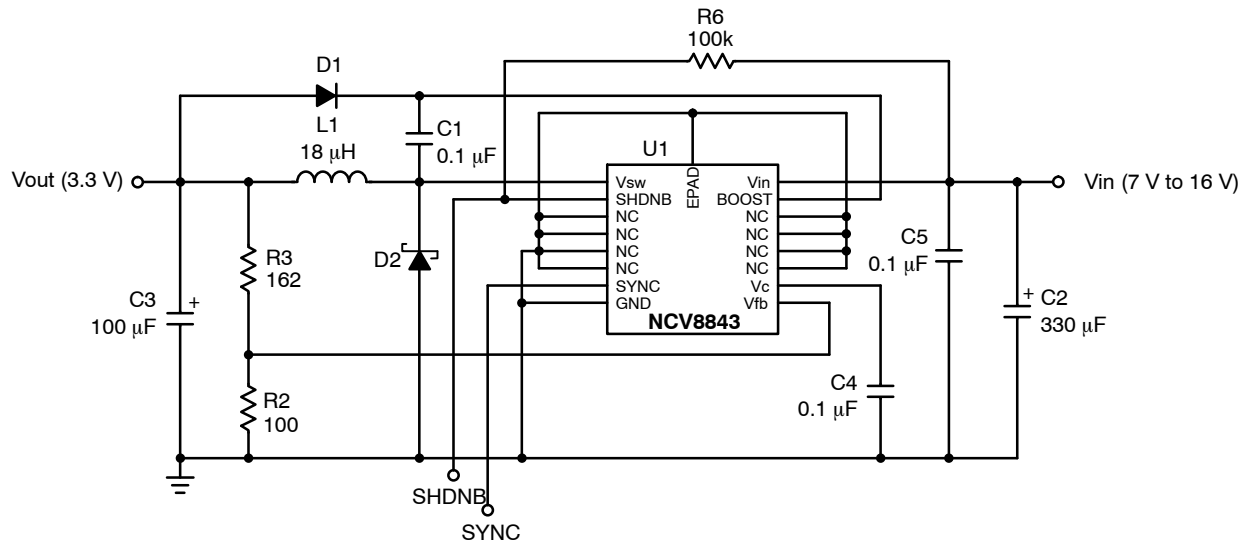 R6
100k
D1
L1
18 μH
C1
0.1 μF
U1
Vout (3.3 V)
Vin (7 V to 16 V)
EPAD
Vsw
SHDNB
NC
NC
NC
NC
SYNC
GND
Vin
BOOST
NC
NC
NC
NC
Vc
Vfb
NCV8843
R3
162
D2
C5
0.1 μF
C3
+
100 μF
+
C2
330 μF
R2
100
C4
0.1 μF
SHDNB
SYNC